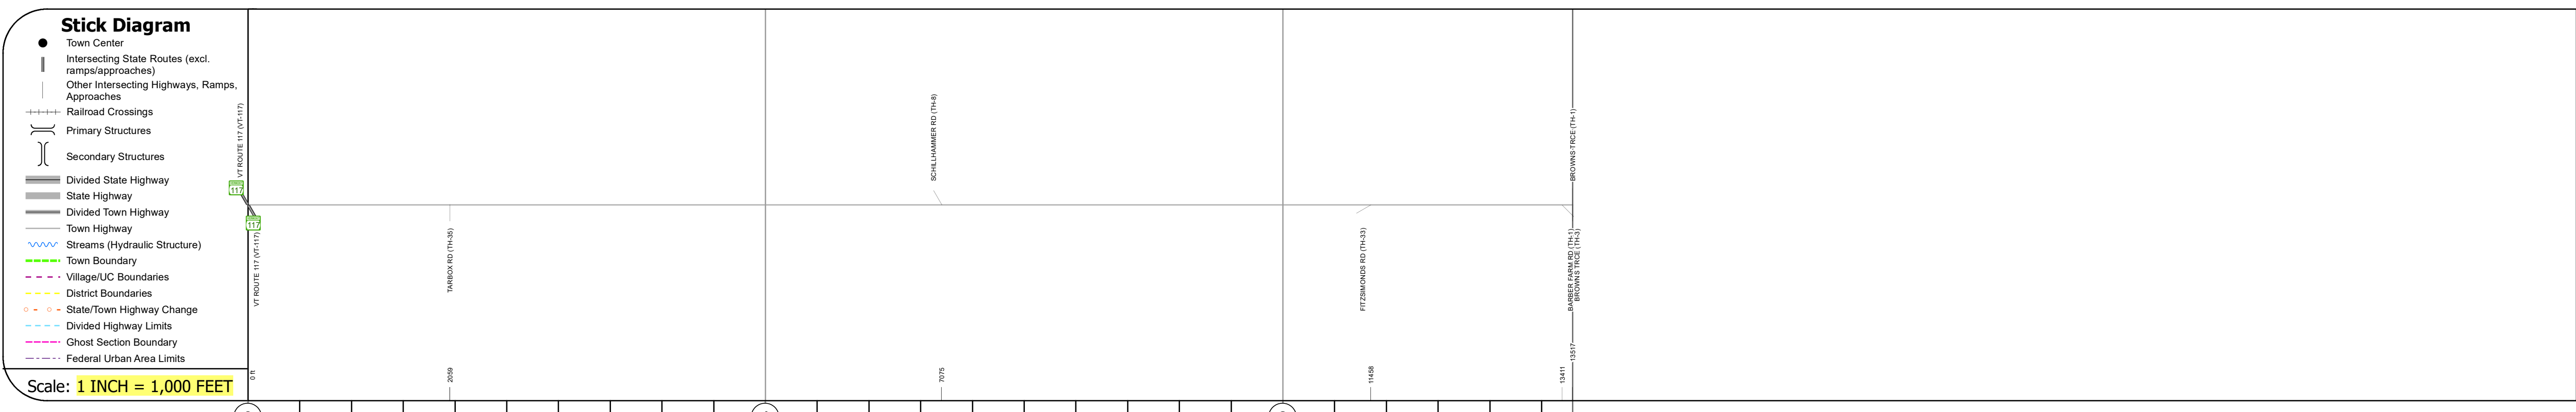 Stick Diagram
Town Center
Intersecting State Routes (excl.
ramps/approaches)
Other Intersecting Highways, Ramps,
Approaches
Railroad Crossings
Primary Structures
Secondary Structures
Divided State Highway
State Highway
Divided Town Highway
Town Highway
Streams (Hydraulic Structure)
Town Boundary
Village/UC Boundaries
District Boundaries
State/Town Highway Change
Divided Highway Limits
Ghost Section Boundary
Federal Urban Area Limits
Scale: 1 INCH = 1,000 FEET
VT ROUTE 117 (VT-117)
117
117
VT ROUTE 117 (VT-117)
0 ft
TARBOX RD (TH-35)
2059
SCHILLHAMMER RD (TH-8)
7075
FITZSIMONDS RD (TH-33)
11458
BROWNS TRCE (TH-1)
BARBER FARM RD (TH-1)
BROWNS TRCE (TH-3)
13411
13517